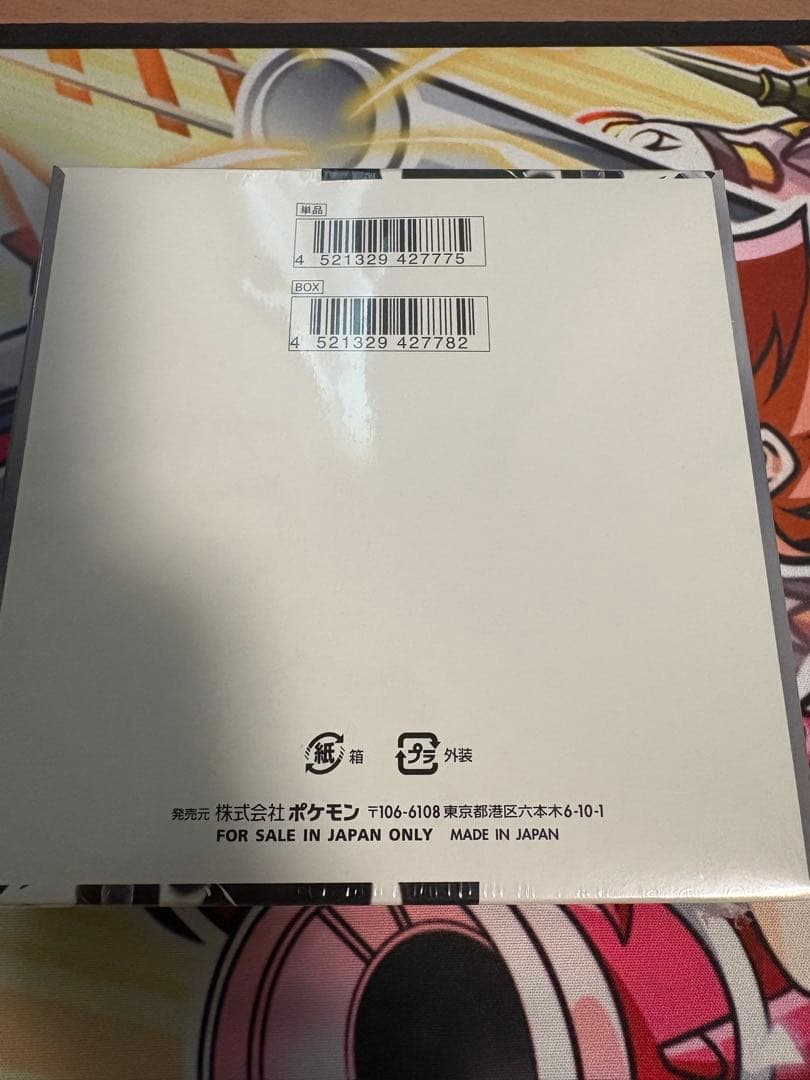 単品
4 521329 427775
BOX
4 521329 427782
紙 箱 プラ 外装
発売元 株式会社 ポケモン 〒106-6108 東京都港区六本木6-10-1
FOR SALE IN JAPAN ONLY MADE IN JAPAN